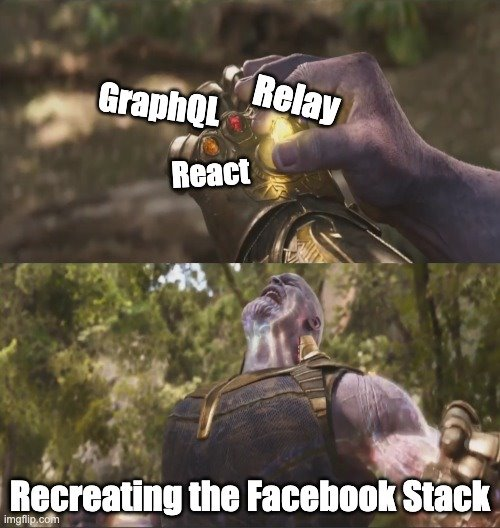 GraphQL
Relay
React
Recreating the Facebook Stack
imgflip.com